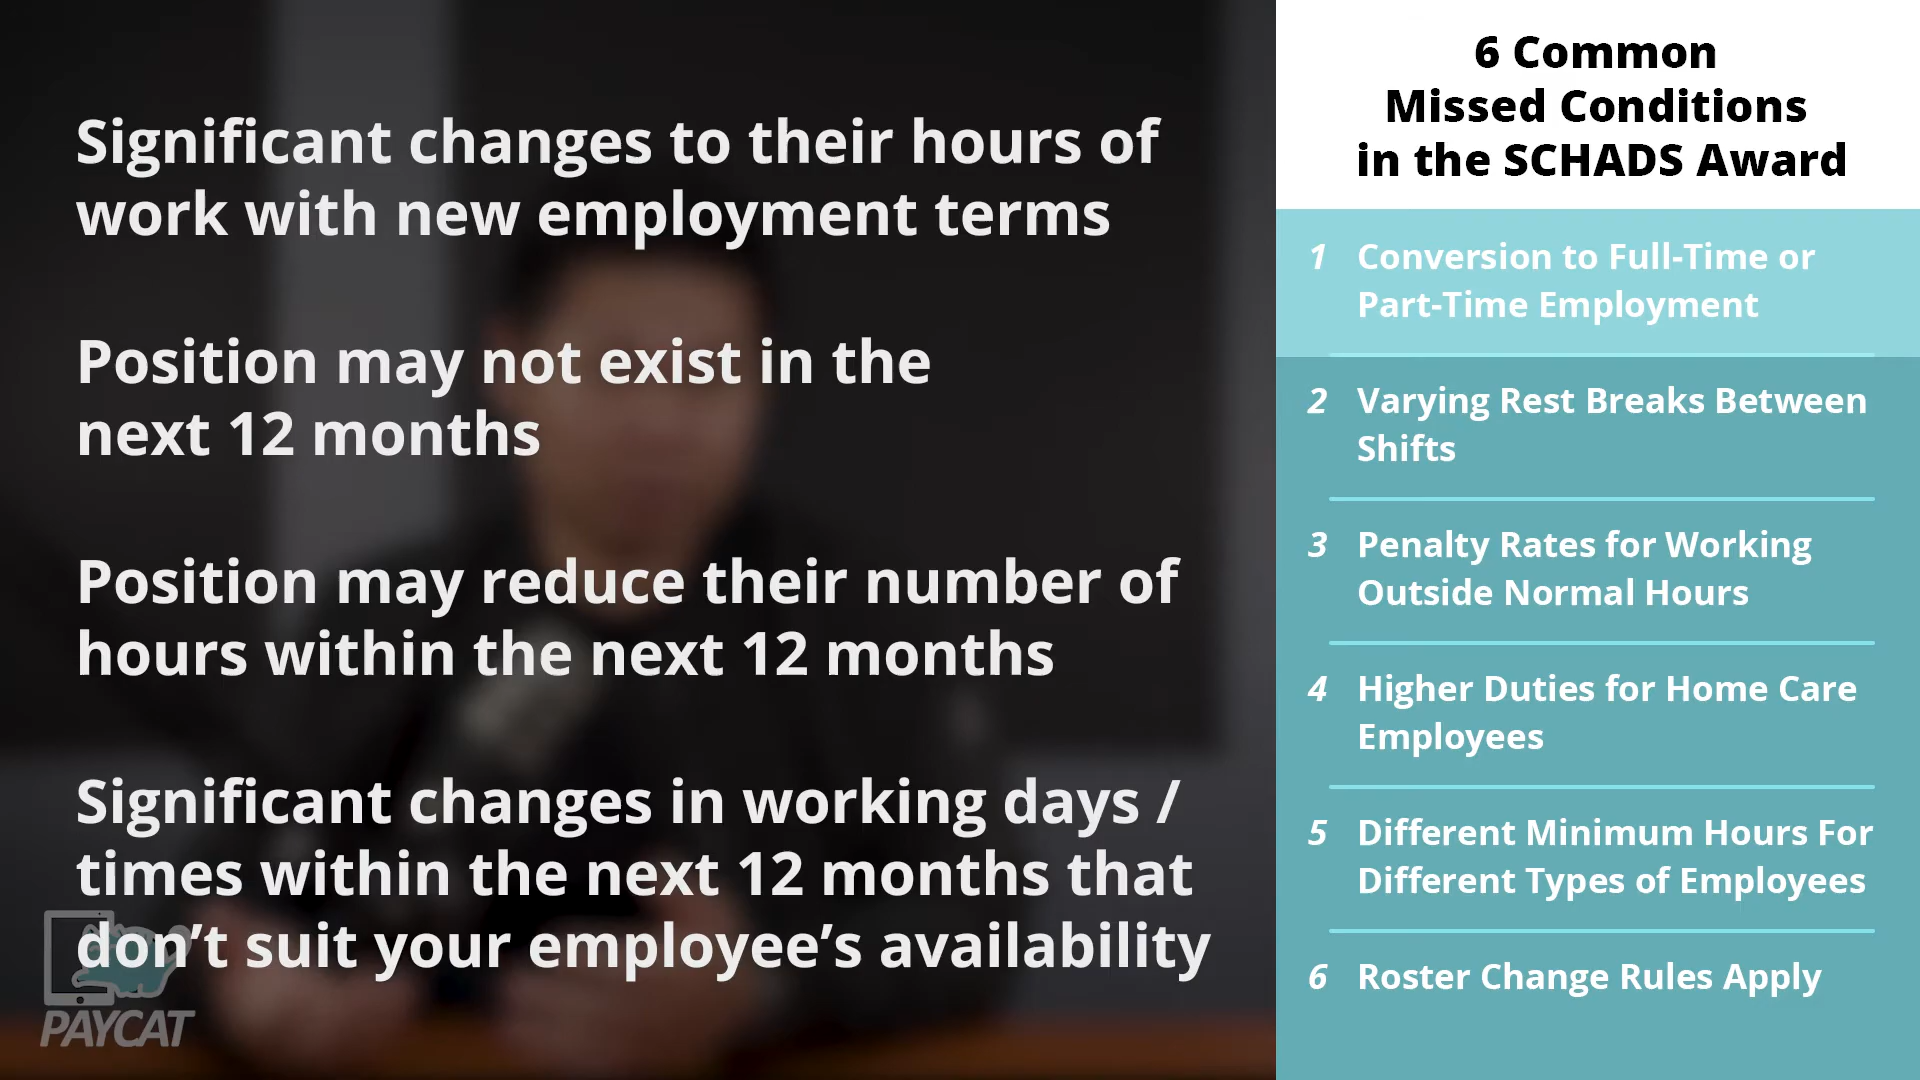 Significant changes to their hours of
work with new employment terms
Position may not exist in the
next 12 months
Position may reduce their number of
hours within the next 12 months
Significant changes in working days /
times within the next 12 months that
don’t suit your employee’s availability
PAYCAT
6 Common
Missed Conditions
in the SCHADS Award
1 Conversion to Full-Time or
Part-Time Employment
2 Varying Rest Breaks Between
Shifts
3 Penalty Rates for Working
Outside Normal Hours
4 Higher Duties for Home Care
Employees
5 Different Minimum Hours For
Different Types of Employees
6 Roster Change Rules Apply